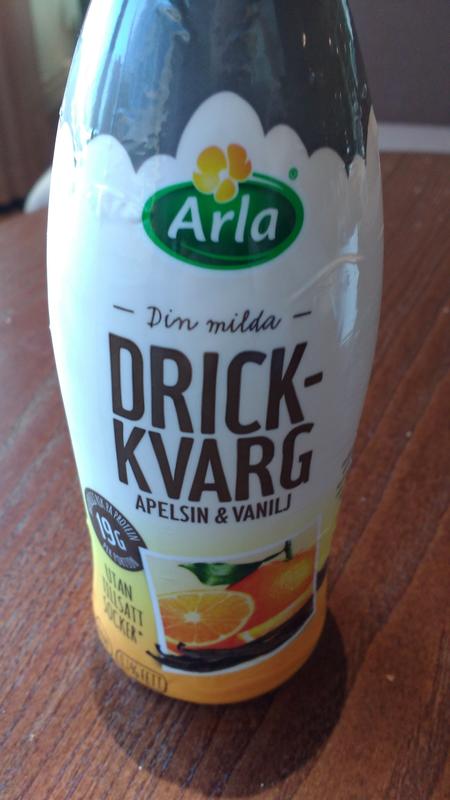 Arla®
Din milda
DRICK-
KVARG
APELSIN & VANILJ
19G
UTAN
TILLSATT
SOCKER*